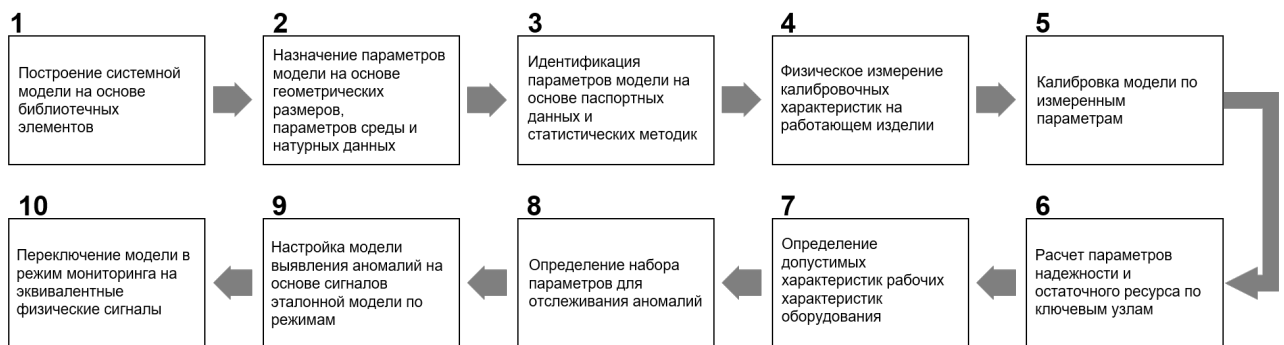 1
Построение системной
модели на основе
библиотечных
элементов
2
Назначение параметров
модели на основе
геометрических
размеров,
параметров среды и
натурных данных
3
Идентификация
параметров модели на
основе паспортных
данных и
статистических методик
4
Физическое измерение
калибровочных
характеристик на
работающем изделии
5
Калибровка модели по
измеренным
параметрам
6
Расчет параметров
надежности и
остаточного ресурса по
ключевым узлам
7
Определение
допустимых
характеристик рабочих
характеристик
оборудования
8
Определение набора
параметров для
отслеживания аномалий
9
Настройка модели
выявления аномалий на
основе сигналов
эталонной модели по
режимам
10
Переключение модели в
режим мониторинга на
эквивалентные
физические сигналы